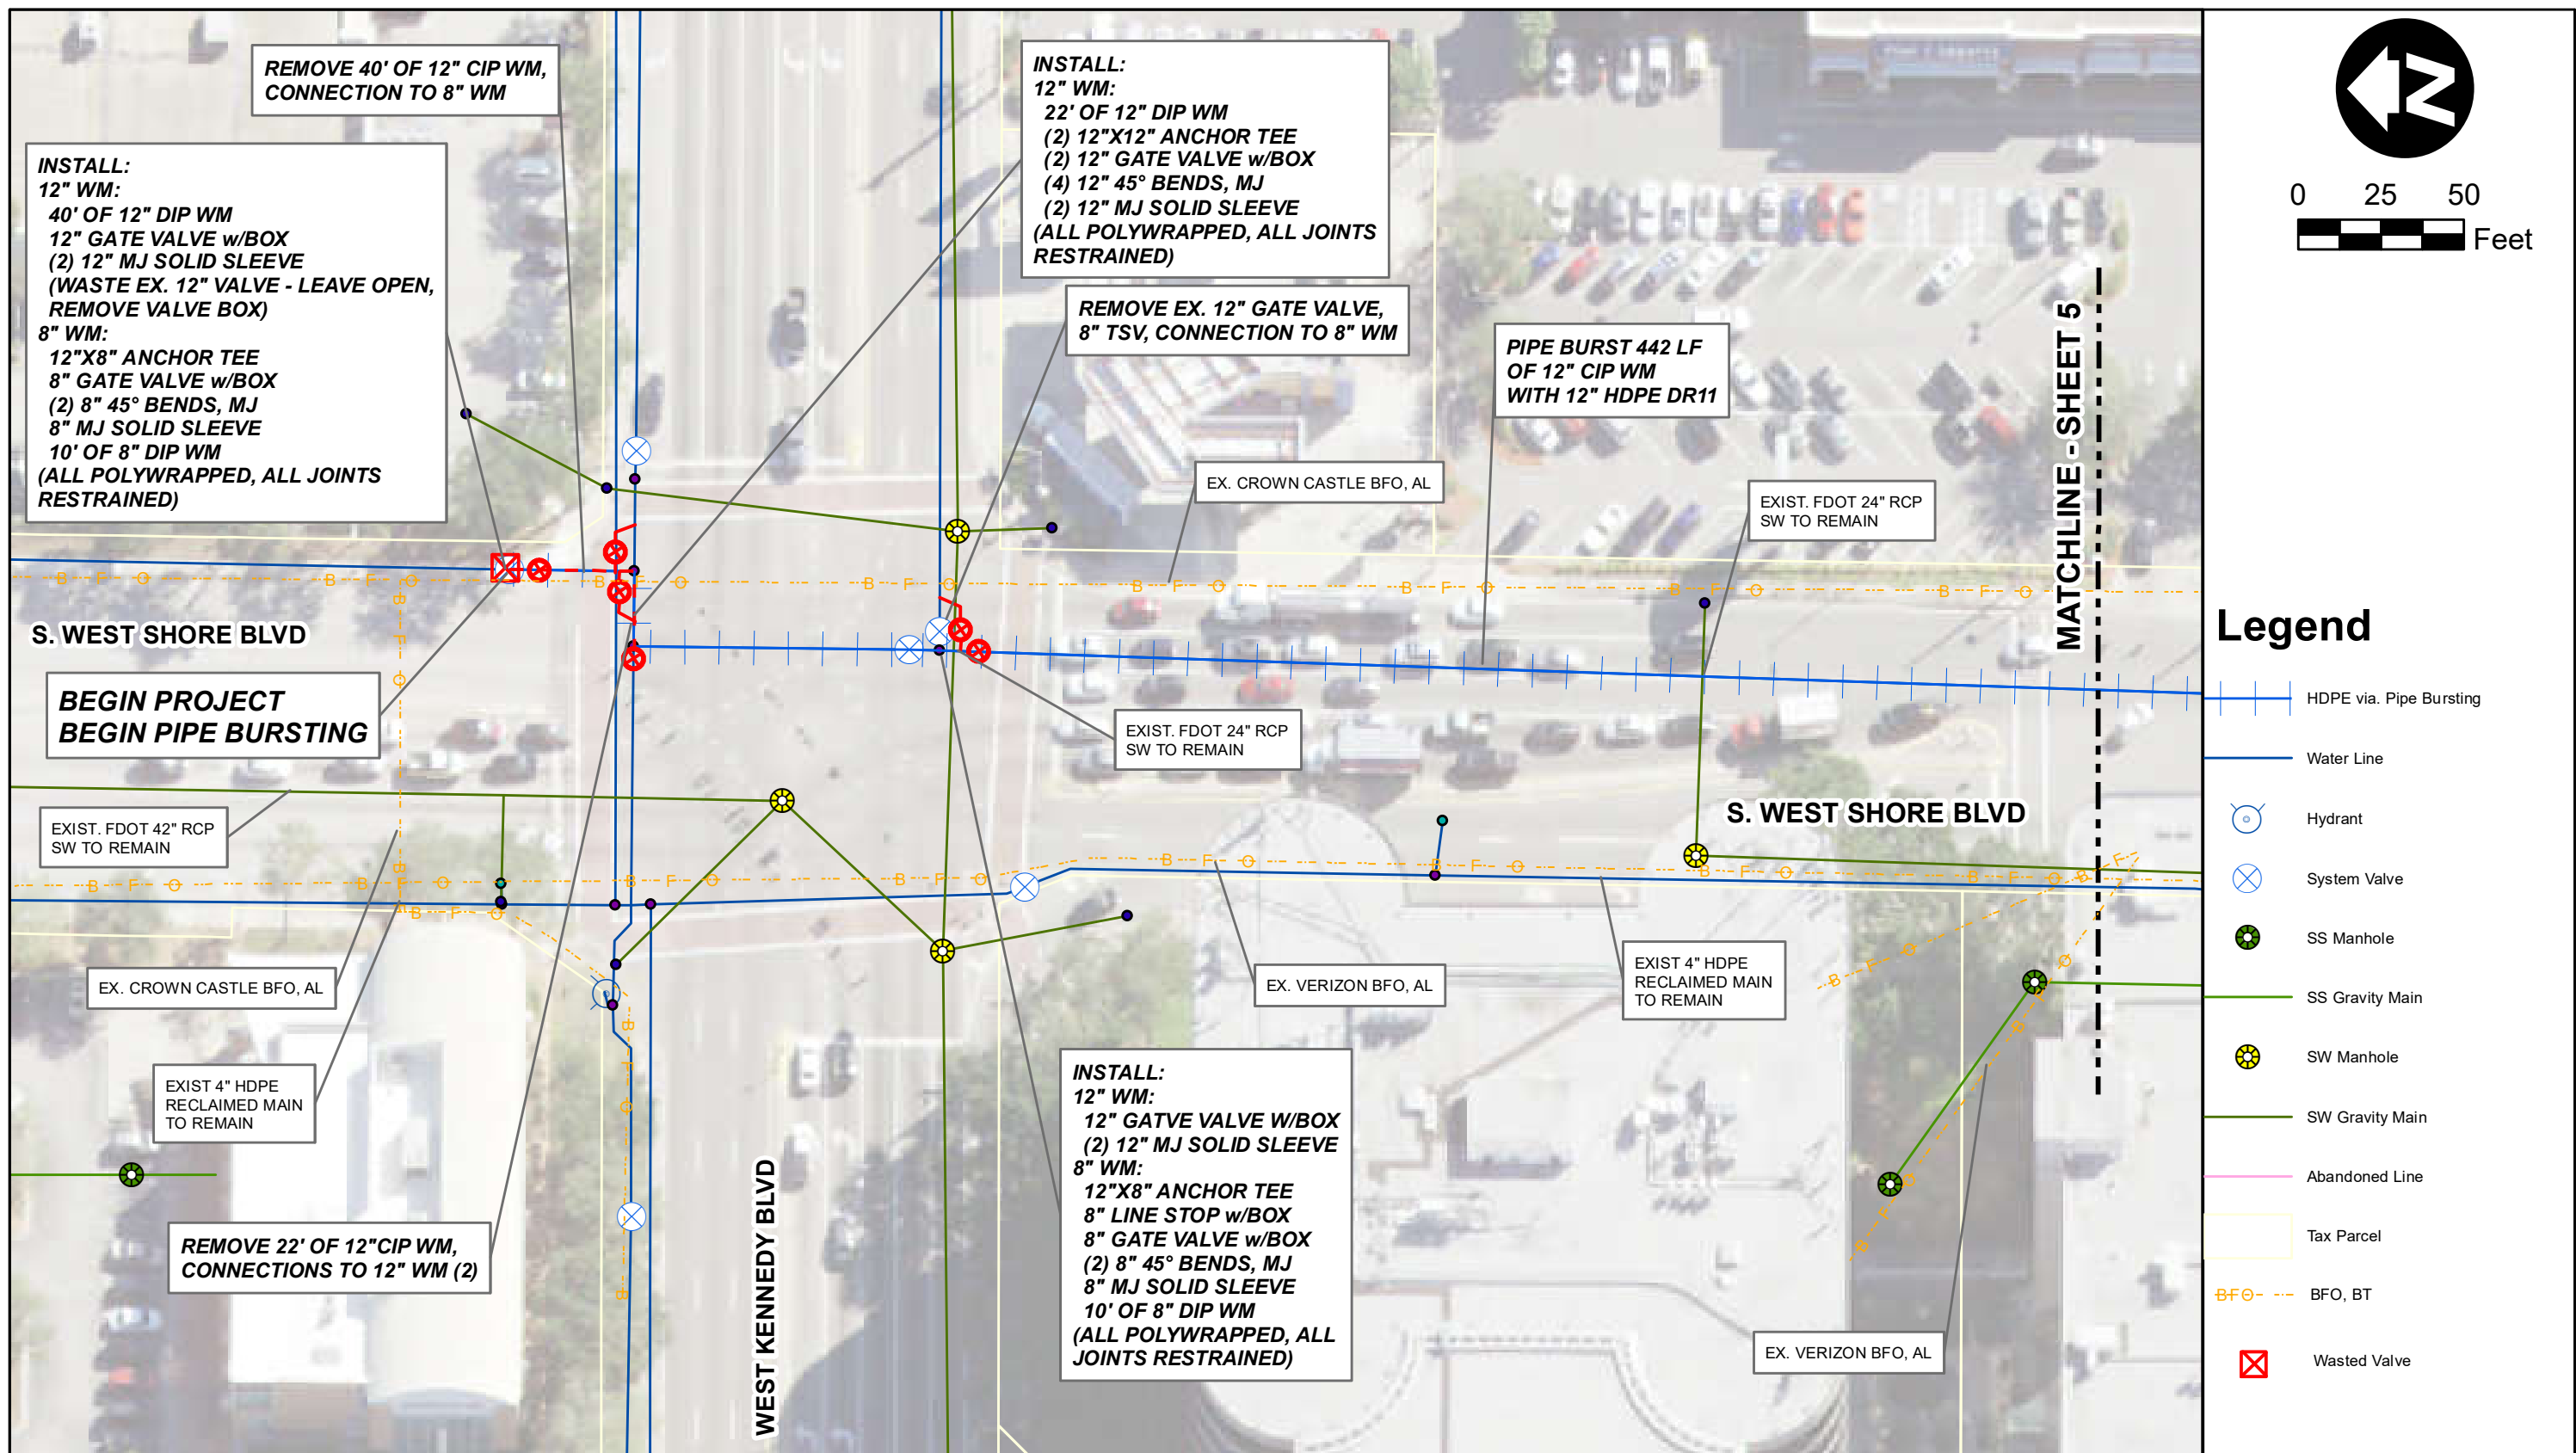 REMOVE 40' OF 12" CIP WM,
CONNECTION TO 8" WM
INSTALL:
12" WM:
40' OF 12" DIP WM
12" GATE VALVE w/BOX
(2) 12" MJ SOLID SLEEVE
(WASTE EX. 12" VALVE - LEAVE OPEN,
REMOVE VALVE BOX)
8" WM:
12"X8" ANCHOR TEE
8" GATE VALVE w/BOX
(2) 8" 45° BENDS, MJ
8" MJ SOLID SLEEVE
10' OF 8" DIP WM
(ALL POLYWRAPPED, ALL JOINTS
RESTRAINED)
INSTALL:
12" WM:
22' OF 12" DIP WM
(2) 12"X12" ANCHOR TEE
(2) 12" GATE VALVE w/BOX
(4) 12" 45° BENDS, MJ
(2) 12" MJ SOLID SLEEVE
(ALL POLYWRAPPED, ALL JOINTS
RESTRAINED)
REMOVE EX. 12" GATE VALVE,
8" TSV, CONNECTION TO 8" WM
PIPE BURST 442 LF
OF 12" CIP WM
WITH 12" HDPE DR11
EX. CROWN CASTLE BFO, AL
EXIST. FDOT 24" RCP
SW TO REMAIN
MATCHLINE - SHEET 5
S. WEST SHORE BLVD
BEGIN PROJECT
BEGIN PIPE BURSTING
EXIST. FDOT 24" RCP
SW TO REMAIN
S. WEST SHORE BLVD
EXIST. FDOT 42" RCP
SW TO REMAIN
EX. CROWN CASTLE BFO, AL
EX. VERIZON BFO, AL
EXIST 4" HDPE
RECLAIMED MAIN
TO REMAIN
EXIST 4" HDPE
RECLAIMED MAIN
TO REMAIN
REMOVE 22' OF 12"CIP WM,
CONNECTIONS TO 12" WM (2)
WEST KENNEDY BLVD
INSTALL:
12" WM:
12" GATVE VALVE W/BOX
(2) 12" MJ SOLID SLEEVE
8" WM:
12"X8" ANCHOR TEE
8" LINE STOP w/BOX
8" GATE VALVE w/BOX
(2) 8" 45° BENDS, MJ
8" MJ SOLID SLEEVE
10' OF 8" DIP WM
(ALL POLYWRAPPED, ALL
JOINTS RESTRAINED)
EX. VERIZON BFO, AL
N
0 25 50
Feet
Legend
HDPE via. Pipe Bursting
Water Line
Hydrant
System Valve
SS Manhole
SS Gravity Main
SW Manhole
SW Gravity Main
Abandoned Line
Tax Parcel
BFO BFO, BT
Wasted Valve